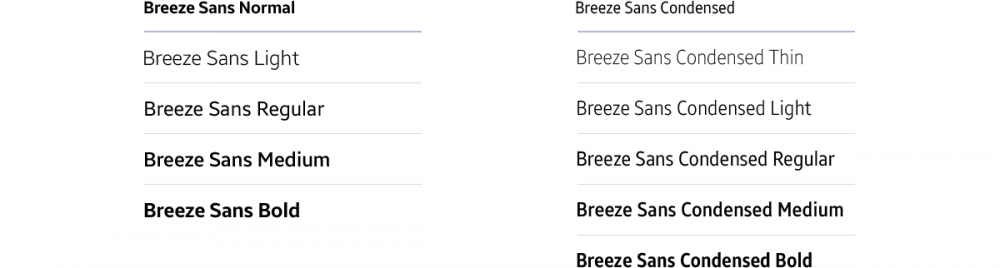 Breeze Sans Normal
Breeze Sans Light
Breeze Sans Regular
Breeze Sans Medium
Breeze Sans Bold
Breeze Sans Condensed
Breeze Sans Condensed Thin
Breeze Sans Condensed Light
Breeze Sans Condensed Regular
Breeze Sans Condensed Medium
Breeze Sans Condensed Bold